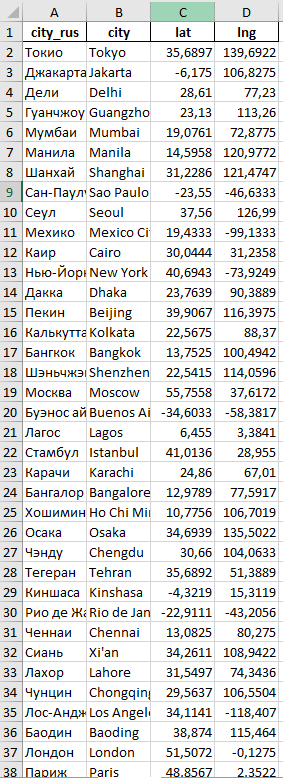 A B C D
1 city_rus city lat lng
2 Токио Tokyo 35,6897 139,6922
3 Джакарта Jakarta -6,175 106,8275
4 Дели Delhi 28,61 77,23
5 Гуанчжоу Guangzho 23,13 113,26
6 Мумбаи Mumbai 19,0761 72,8775
7 Манила Manila 14,5958 120,9772
8 Шанхай Shanghai 31,2286 121,4747
9 Сан-Паул Sao Paulo -23,55 -46,6333
10 Сеул Seoul 37,56 126,99
11 Мехико Mexico Ci 19,4333 -99,1333
12 Каир Cairo 30,0444 31,2358
13 Нью-Йор New York 40,6943 -73,9249
14 Дакка Dhaka 23,7639 90,3889
15 Пекин Beijing 39,9067 116,3975
16 Калькутта Kolkata 22,5675 88,37
17 Бангкок Bangkok 13,7525 100,4942
18 Шэньчжэ Shenzhen 22,5415 114,0596
19 Москва Moscow 55,7558 37,6172
20 Буэнос ай Buenos Ai -34,6033 -58,3817
21 Лагос Lagos 6,455 3,3841
22 Стамбул Istanbul 41,0136 28,955
23 Карачи Karachi 24,86 67,01
24 Бангалор Bangalore 12,9789 77,5917
25 Хошимин Ho Chi Mi 10,7756 106,7019
26 Осака Osaka 34,6939 135,5022
27 Чэнду Chengdu 30,66 104,0633
28 Тегеран Tehran 35,6892 51,3889
29 Киншаса Kinshasa -4,3219 15,3119
30 Рио де Ж Rio de Jan -22,9111 -43,2056
31 Ченнаи Chennai 13,0825 80,275
32 Сиань Xi'an 34,2611 108,9422
33 Лахор Lahore 31,5497 74,3436
34 Чунцин Chongqing 29,5637 106,5504
35 Лос-Андж Los Angele 34,1141 -118,407
36 Баодин Baoding 38,874 115,464
37 Лондон London 51,5072 -0,1275
38 Париж Paris 48,8567 2,3522